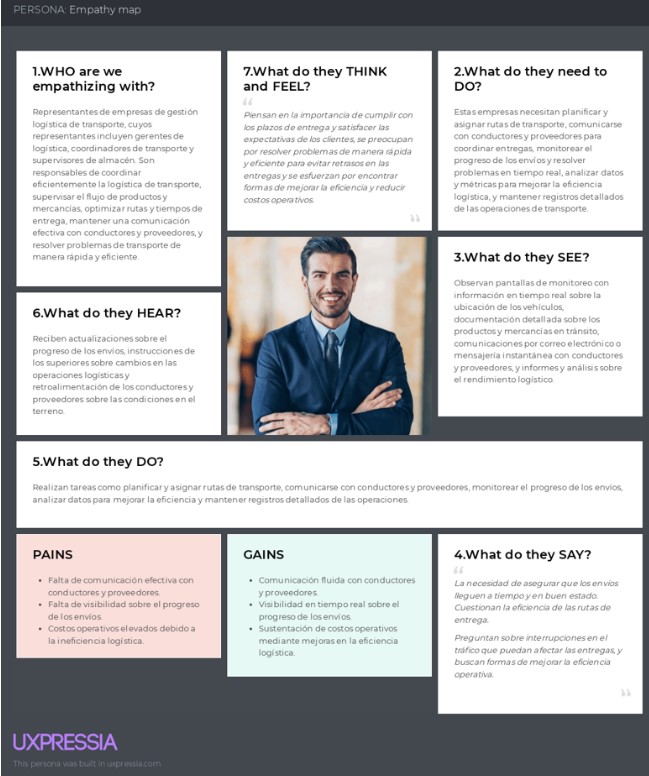 PERSONA: Empathy map
1.WHO are we
empathizing with?
Representantes de empresas de gestión
logística de transporte, cuyos
representantes incluyen gerentes de
logística, coordinadores de transporte y
supervisores de almacén. Son
responsables de coordinar
eficientemente la logística de transporte,
supervisar el flujo de productos y
mercancías, optimizar rutas y tiempos de
entrega, mantener una comunicación
efectiva con conductores y proveedores, y
resolver problemas de transporte de
manera rápida y eficiente.
7.What do they THINK
and FEEL?
Piensan en la importancia de cumplir con
los plazos de entrega y satisfacer las
expectativas de los clientes, se preocupan
por resolver problemas de manera rápida
y eficiente para evitar retrasos en las
entregas y se esfuerzan por encontrar
formas de mejorar la eficiencia y reducir
costos operativos.
2.What do they need to
DO?
Estas empresas necesitan planificar y
asignar rutas de transporte, comunicarse
con conductores y proveedores para
coordinar entregas, monitorear el
progreso de los envíos y resolver
problemas en tiempo real, analizar datos
y métricas para mejorar la eficiencia
logística, y mantener registros detallados
de las operaciones de transporte.
3.What do they SEE?
Observan pantallas de monitoreo con
información en tiempo real sobre la
ubicación de los vehículos,
documentación detallada sobre los
productos y mercancías en tránsito,
comunicaciones por correo electrónico o
mensajería instantánea con conductores
y proveedores, y informes y análisis sobre
el rendimiento logístico.
6.What do they HEAR?
Reciben actualizaciones sobre el
progreso de los envíos, instrucciones de
los superiores sobre cambios en las
operaciones logísticas y
retroalimentación de los conductores y
proveedores sobre las condiciones en el
terreno.
5.What do they DO?
Realizan tareas como planificar y asignar rutas de transporte, comunicarse con conductores y proveedores, monitorear el progreso de los envíos,
analizar datos para mejorar la eficiencia y mantener registros detallados de las operaciones.
PAINS
• Falta de comunicación efectiva con
conductores y proveedores.
• Falta de visibilidad sobre el progreso
de los envíos.
• Costos operativos elevados debido a
la ineficiencia logística.
GAINS
• Comunicación fluida con conductores
y proveedores.
• Visibilidad en tiempo real sobre el
progreso de los envíos.
• Sustentación de costos operativos
mediante mejoras en la eficiencia
logística.
4.What do they SAY?
La necesidad de asegurar que los envíos
lleguen a tiempo y en buen estado.
Cuestionan la eficiencia de las rutas de
entrega.
Preguntan sobre interrupciones en el
tráfico que puedan afectar las entregas, y
buscan formas de mejorar la eficiencia
operativa.
UXPRESSIA
This persona was built in uxpressia.com